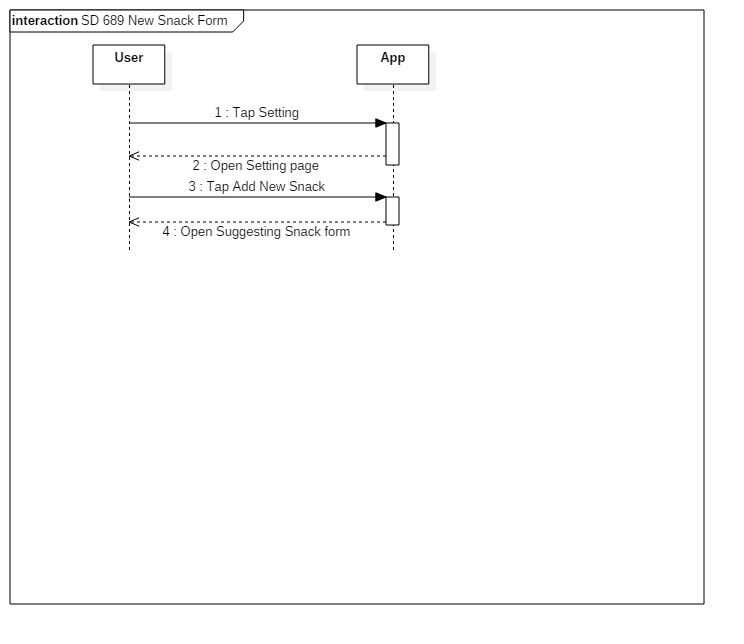 interaction SD 689 New Snack Form
User
App
1 : Tap Setting
2 : Open Setting page
3 : Tap Add New Snack
4 : Open Suggesting Snack form